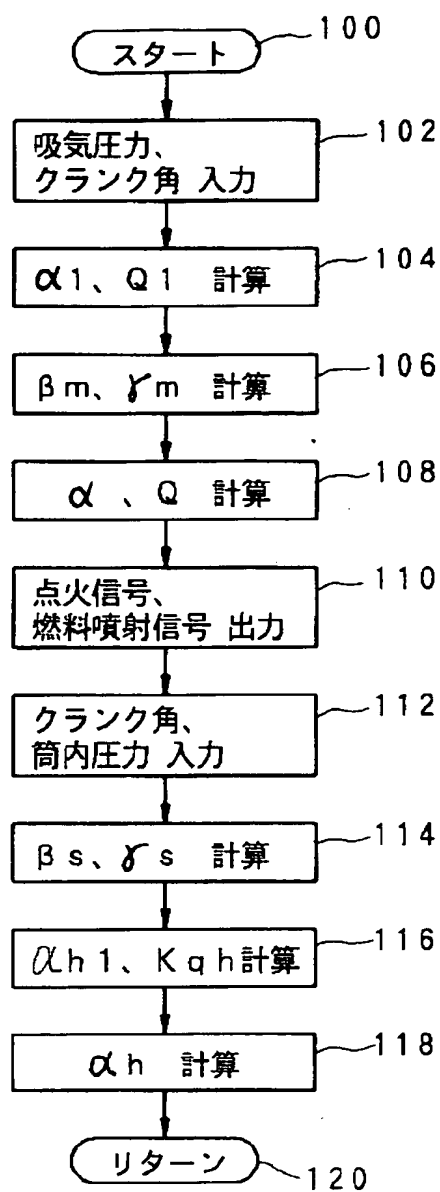 スタート
100
吸気圧力、
クランク角 入力
102
α1、Q1 計算
104
βm、γm 計算
106
α、Q 計算
108
点火信号、
燃料噴射信号 出力
110
クランク角、
筒内圧力 入力
112
βs、γs 計算
114
αh1、Kqh計算
116
αh 計算
118
リターン
120